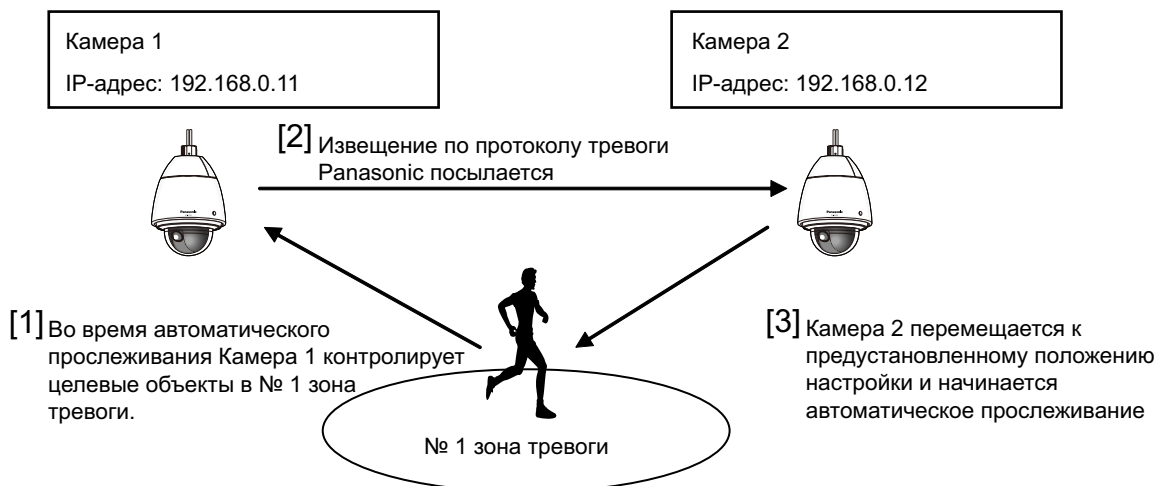 Камера 1
IP-адрес: 192.168.0.11
Камера 2
IP-адрес: 192.168.0.12
[2] Извещение по протоколу тревоги
Panasonic посылается
[1] Во время автоматического
прослеживания Камера 1 контролирует
целевые объекты в № 1 зона
тревоги.
[3] Камера 2 перемещается к
предустановленному положению
настройки и начинается
автоматическое прослеживание
№ 1 зона тревоги